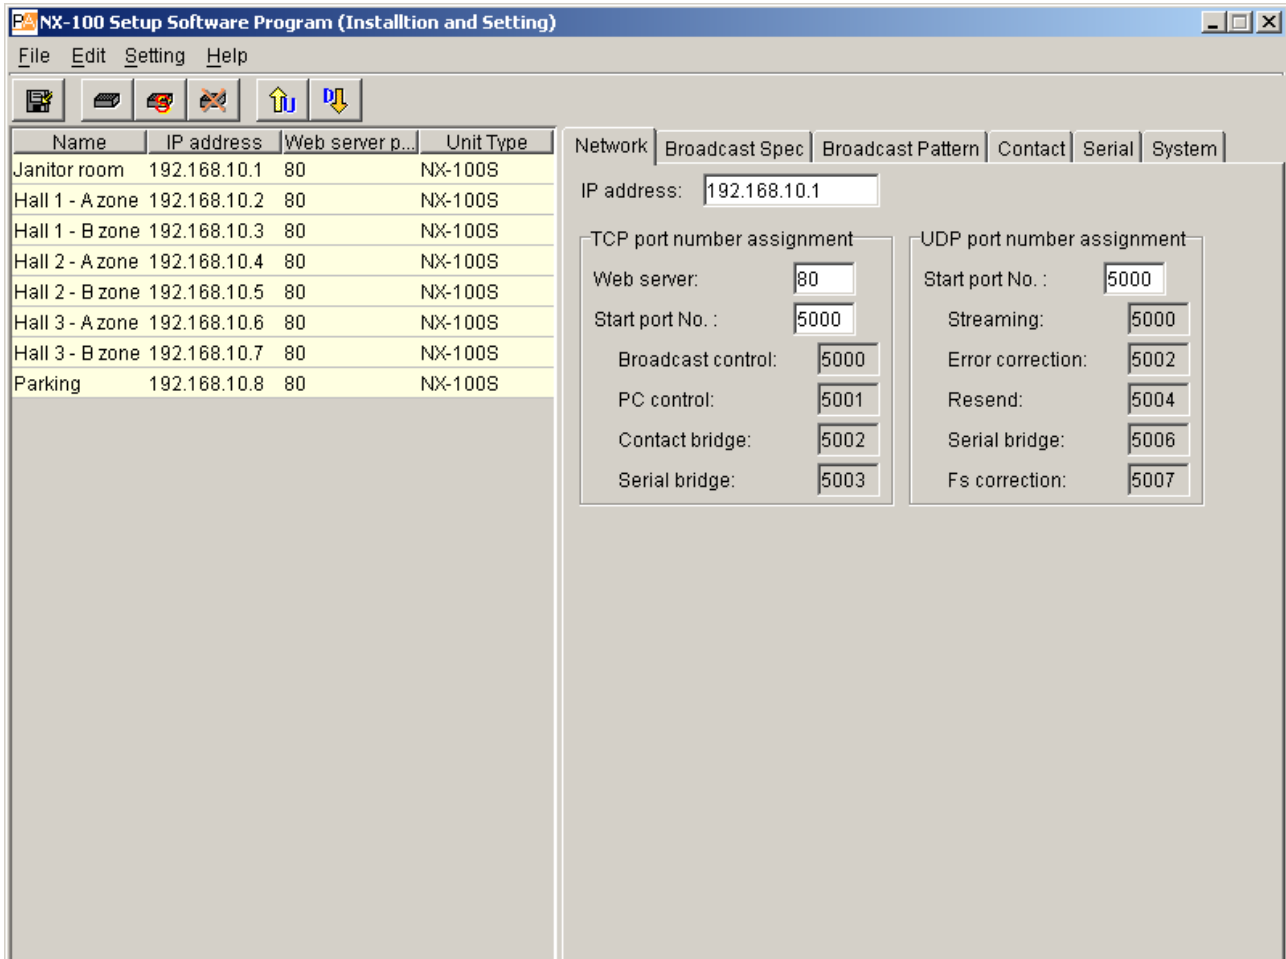 PA NX-100 Setup Software Program (Installtion and Setting)
File Edit Setting Help
U D
Name IP address Web server p... Unit Type
Janitor room 192.168.10.1 80 NX-100S
Hall 1 - A zone 192.168.10.2 80 NX-100S
Hall 1 - B zone 192.168.10.3 80 NX-100S
Hall 2 - A zone 192.168.10.4 80 NX-100S
Hall 2 - B zone 192.168.10.5 80 NX-100S
Hall 3 - A zone 192.168.10.6 80 NX-100S
Hall 3 - B zone 192.168.10.7 80 NX-100S
Parking 192.168.10.8 80 NX-100S
Network Broadcast Spec Broadcast Pattern Contact Serial System
IP address: 192.168.10.1
TCP port number assignment
Web server: 80
Start port No. : 5000
Broadcast control: 5000
PC control: 5001
Contact bridge: 5002
Serial bridge: 5003
UDP port number assignment
Start port No. : 5000
Streaming: 5000
Error correction: 5002
Resend: 5004
Serial bridge: 5006
Fs correction: 5007